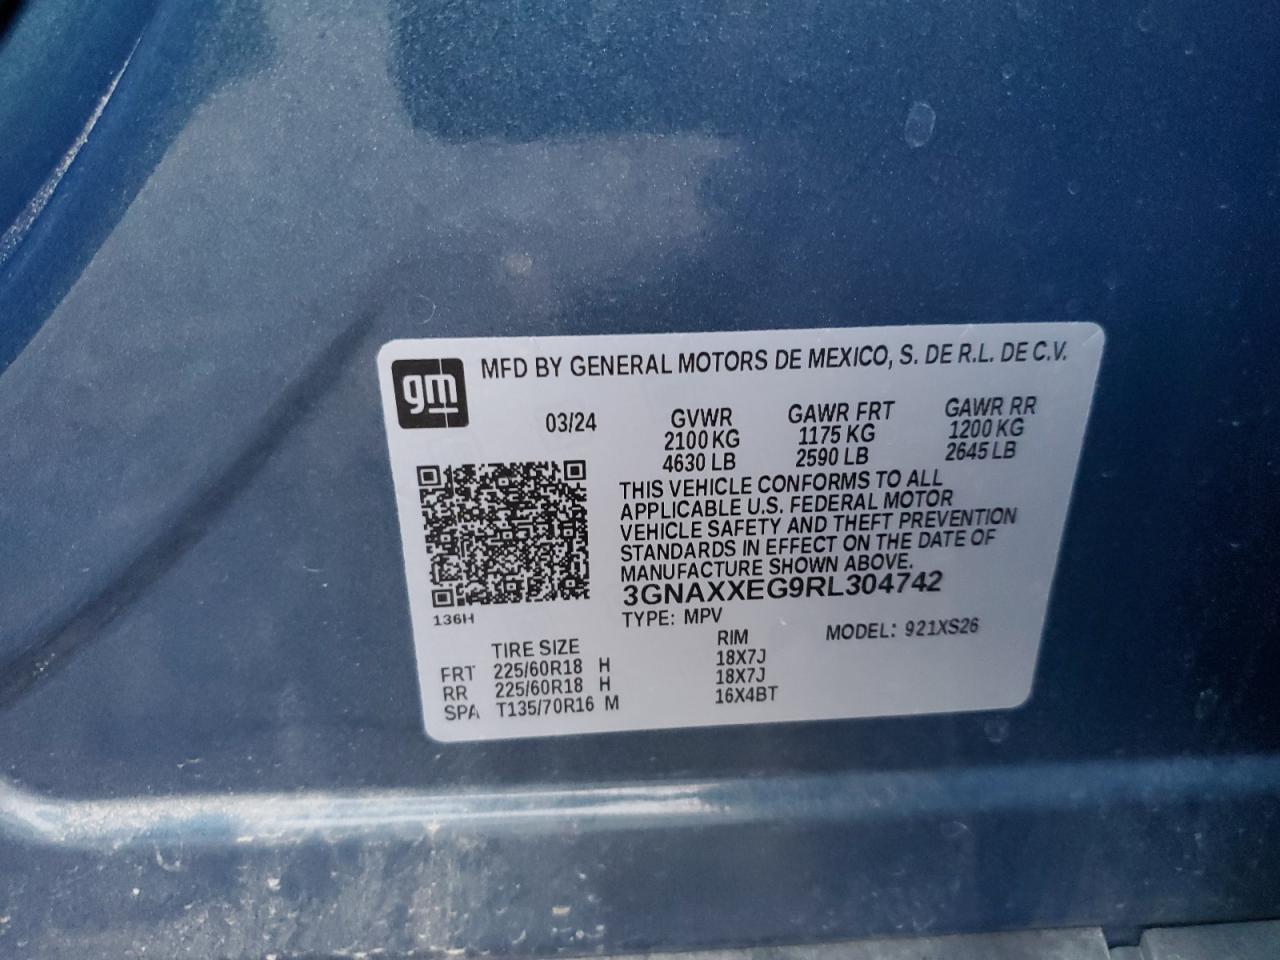 gm
MFD BY GENERAL MOTORS DE MEXICO, S. DE R.L. DE C.V.
03/24 GVWR GAWR FRT GAWR RR
2100 KG 1175 KG 1200 KG
4630 LB 2590 LB 2645 LB
THIS VEHICLE CONFORMS TO ALL
APPLICABLE U.S. FEDERAL MOTOR
VEHICLE SAFETY AND THEFT PREVENTION
STANDARDS IN EFFECT ON THE DATE OF
MANUFACTURE SHOWN ABOVE.
3GNAXXEG9RL304742
136H
TYPE: MPV MODEL: 921XS26
TIRE SIZE RIM
FRT 225/60R18 H 18X7J
RR 225/60R18 H 18X7J
SPA T135/70R16 M 16X4BT